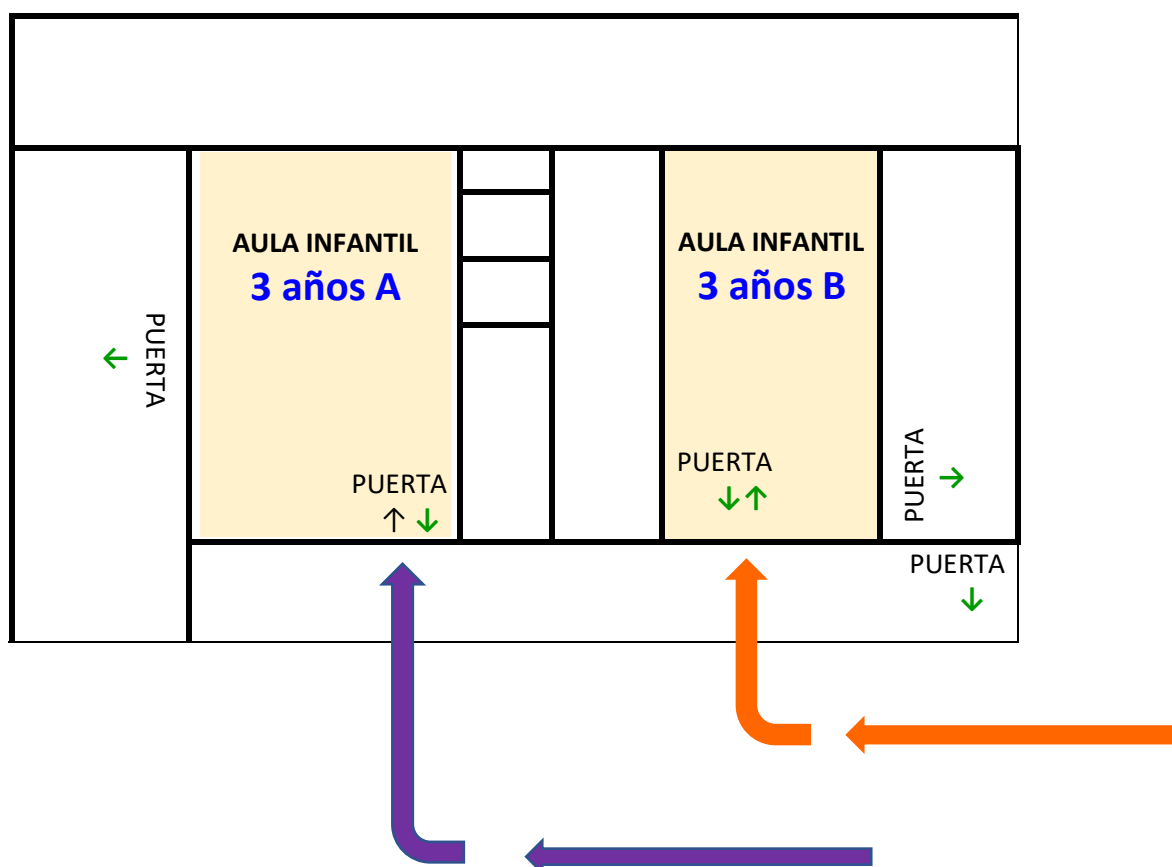 AULA INFANTIL
3 años A
AULA INFANTIL
3 años B
PUERTA
←
PUERTA
↑ ↓
PUERTA
↓↑
PUERTA
→
PUERTA
↓